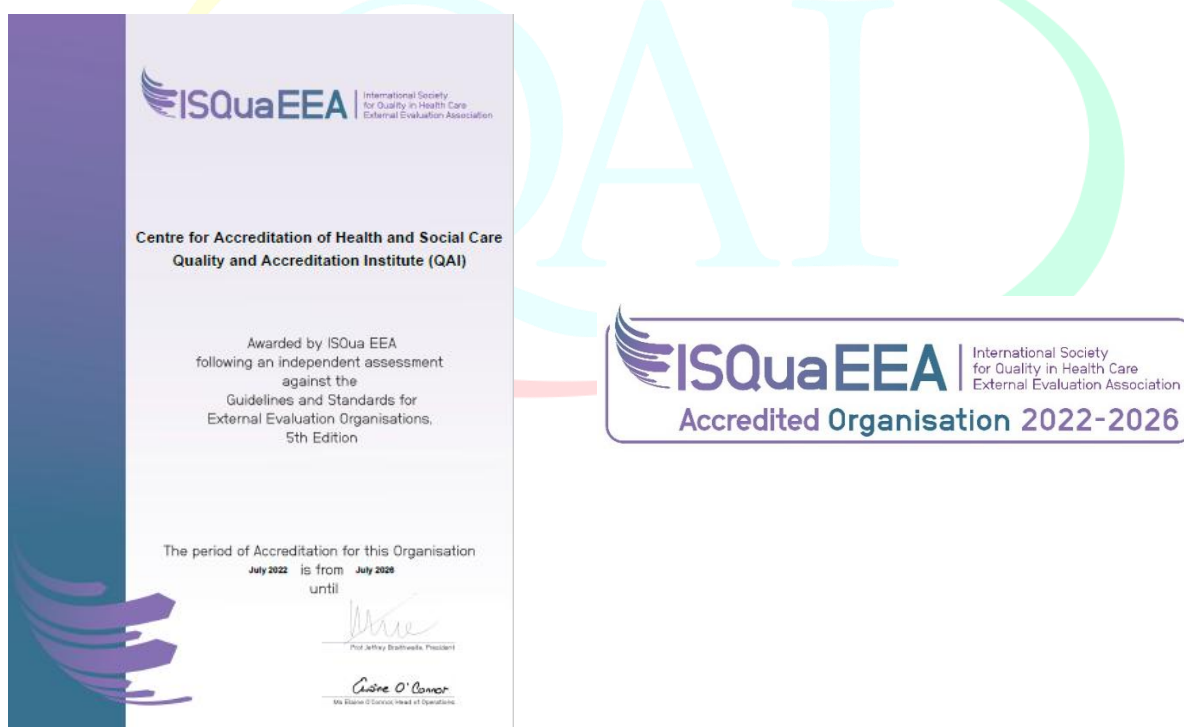 ISQuaEEA
International Society
for Quality in Health Care
External Evaluation Association
Centre for Accreditation of Health and Social Care
Quality and Accreditation Institute (QAI)
Awarded by ISQua EEA
following an independent assessment
against the
Guidelines and Standards for
External Evaluation Organisations,
5th Edition
The period of Accreditation for this Organisation
July 2022 is from July 2026
until
Prof Jeffrey Braithwaite, President
Ms Elaine O'Connor, Head of Operations
ISQuaEEA
International Society
for Quality in Health Care
External Evaluation Association
Accredited Organisation 2022-2026
QAI